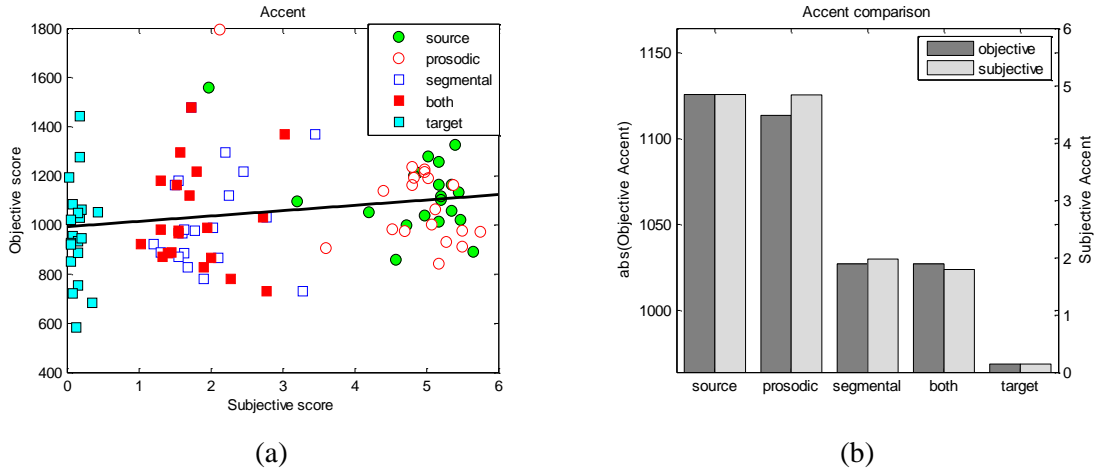 Accent
Objective score
1800
1600
1400
1200
1000
800
600
400
0 1 2 3 4 5 6
Subjective score
source
prosodic
segmental
both
target
(a)
Accent comparison
abs(Objective Accent)
1150
1100
1050
1000
objective
subjective
6
5
4
3
2
1
0
Subjective Accent
source prosodic segmental both target
(b)